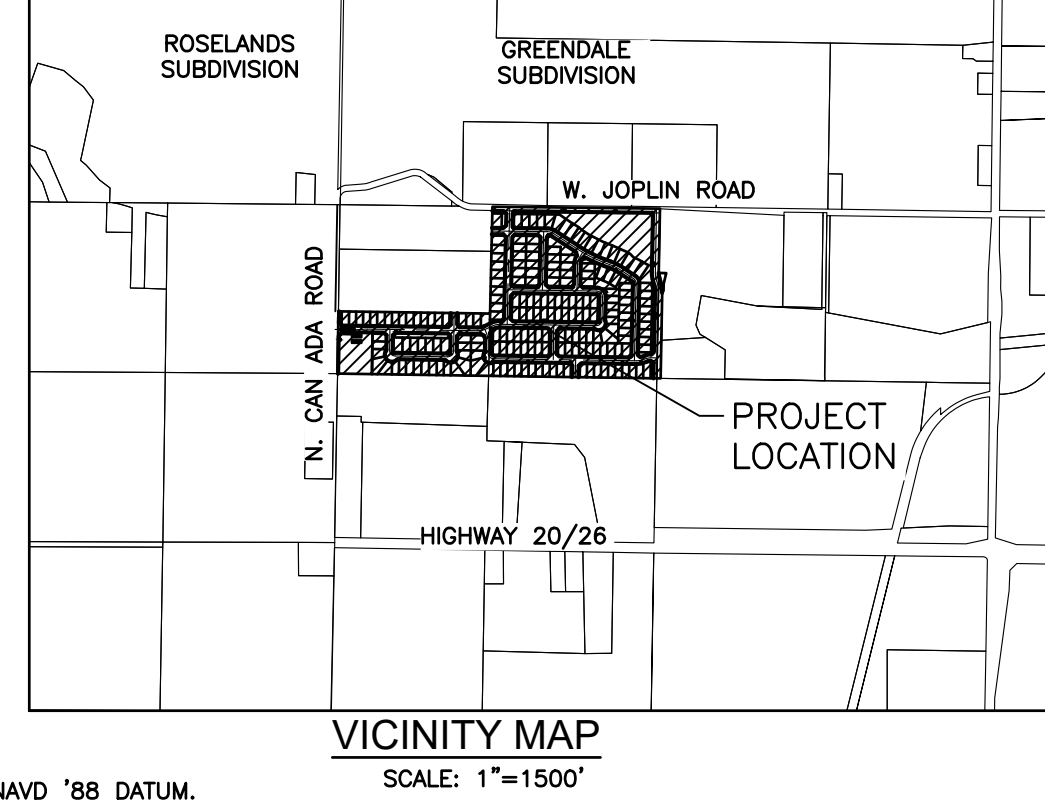 ROSELANDS
SUBDIVISION
GREENDALE
SUBDIVISION
W. JOPLIN ROAD
N. CAN ADA ROAD
PROJECT
LOCATION
HIGHWAY 20/26
VICINITY MAP
SCALE: 1"=1500'
NAVD '88 DATUM.